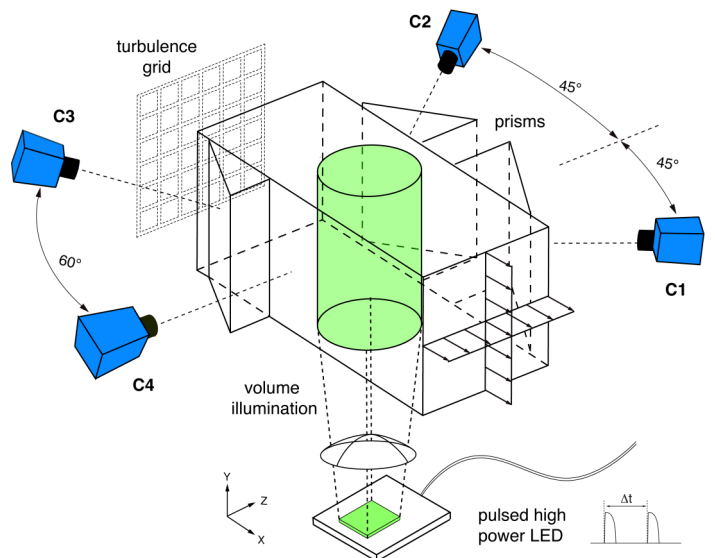 C2
turbulence
grid
45°
C3
prisms
45°
60°
C1
C4
volume
illumination
Y
Z
X
Δt
pulsed high
power LED